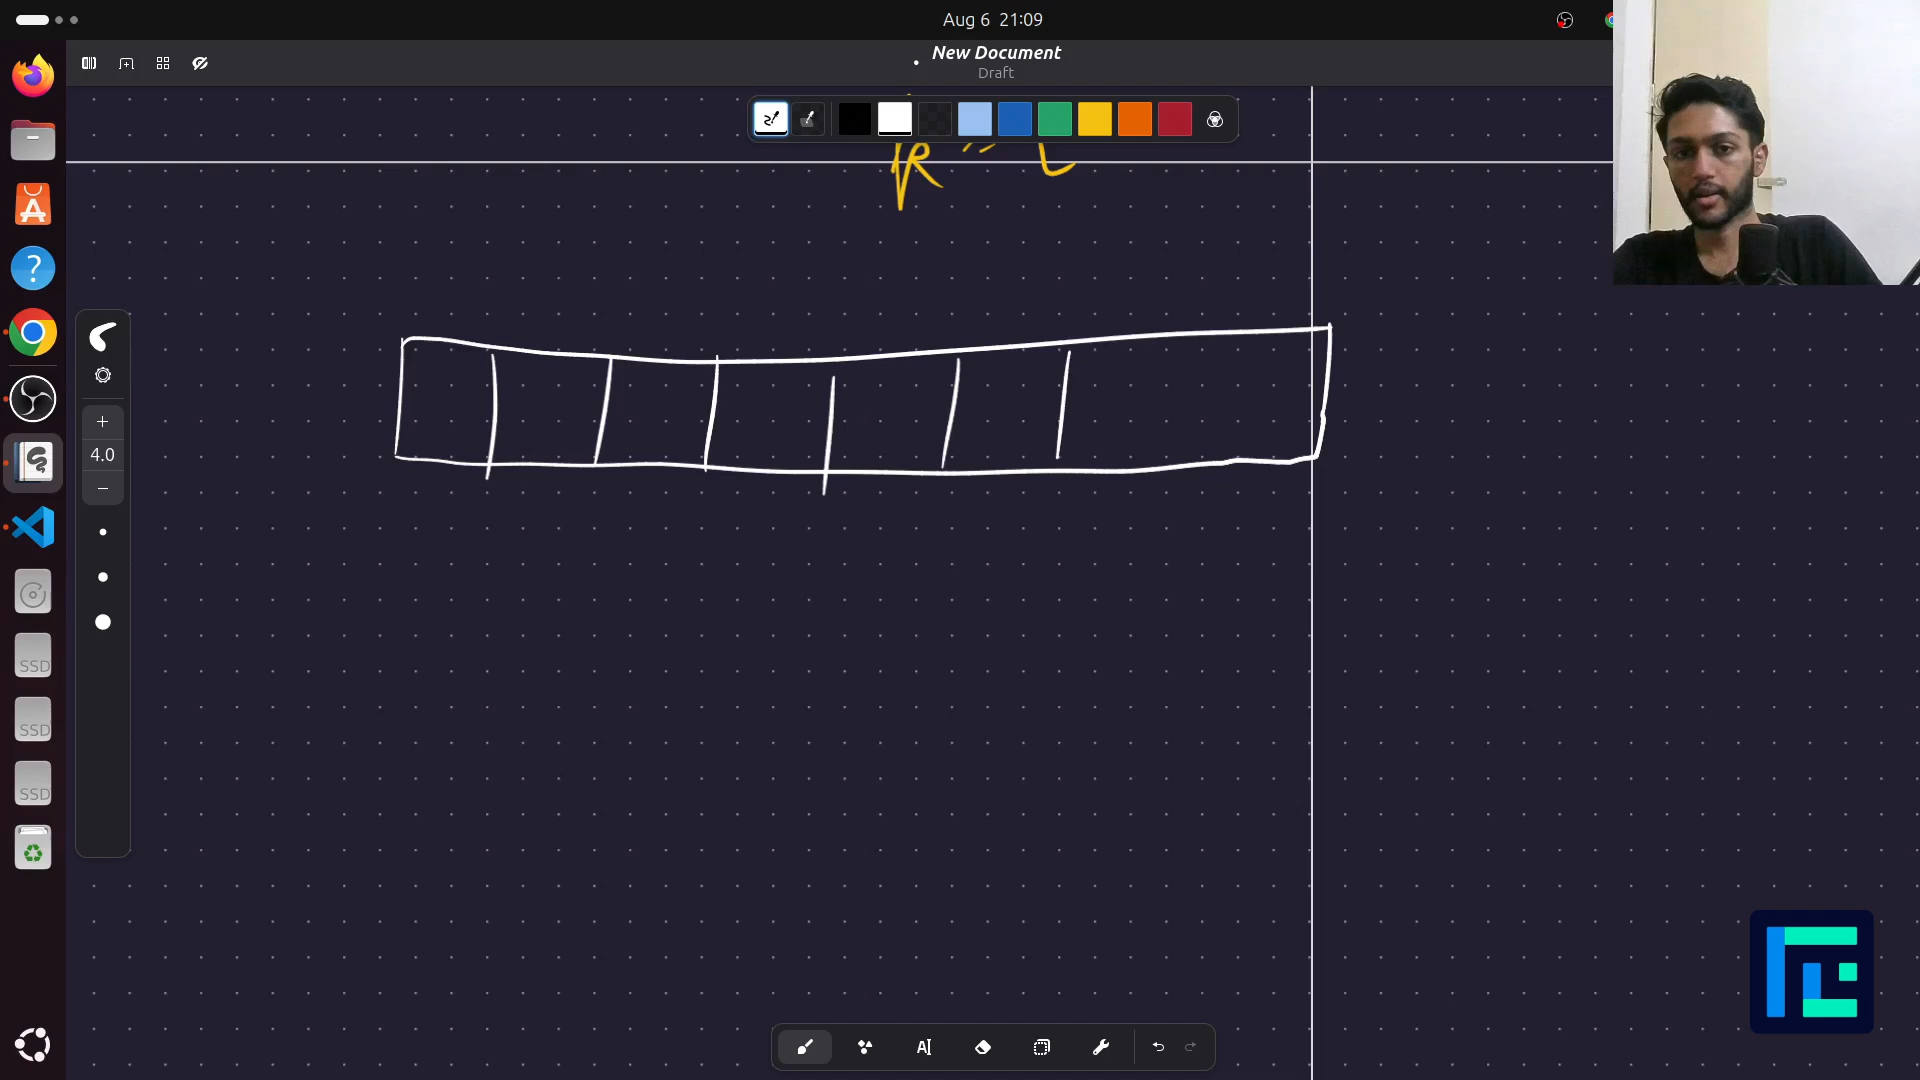 Aug 6 21:09
New Document
Draft
R
4.0
SSD
SSD
SSD